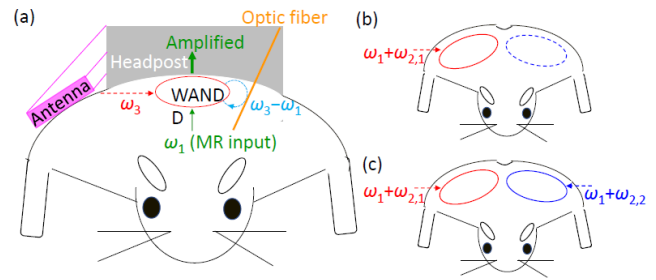 (a)
Optic fiber
Amplified
Headpost
Antenna
WAND
D
ω3
ω3−ω1
ω1 (MR input)
(b)
ω1+ω2,1
(c)
ω1+ω2,1
ω1+ω2,2